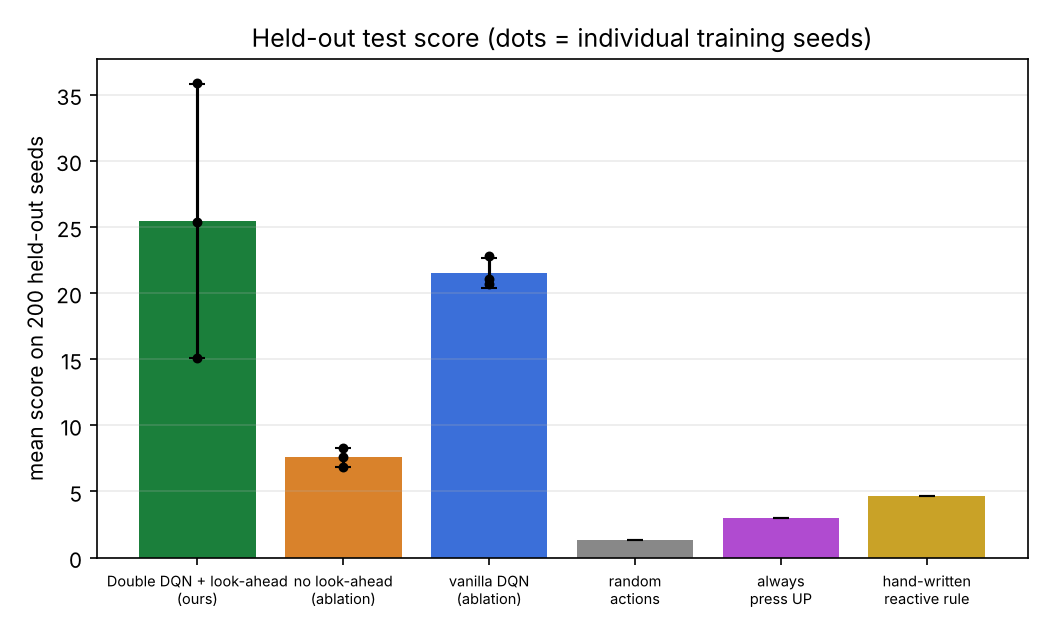 Held-out test score (dots = individual training seeds)
mean score on 200 held-out seeds
35
30
25
20
15
10
5
0
Double DQN + look-ahead
(ours)
no look-ahead
(ablation)
vanilla DQN
(ablation)
random
actions
always
press UP
hand-written
reactive rule